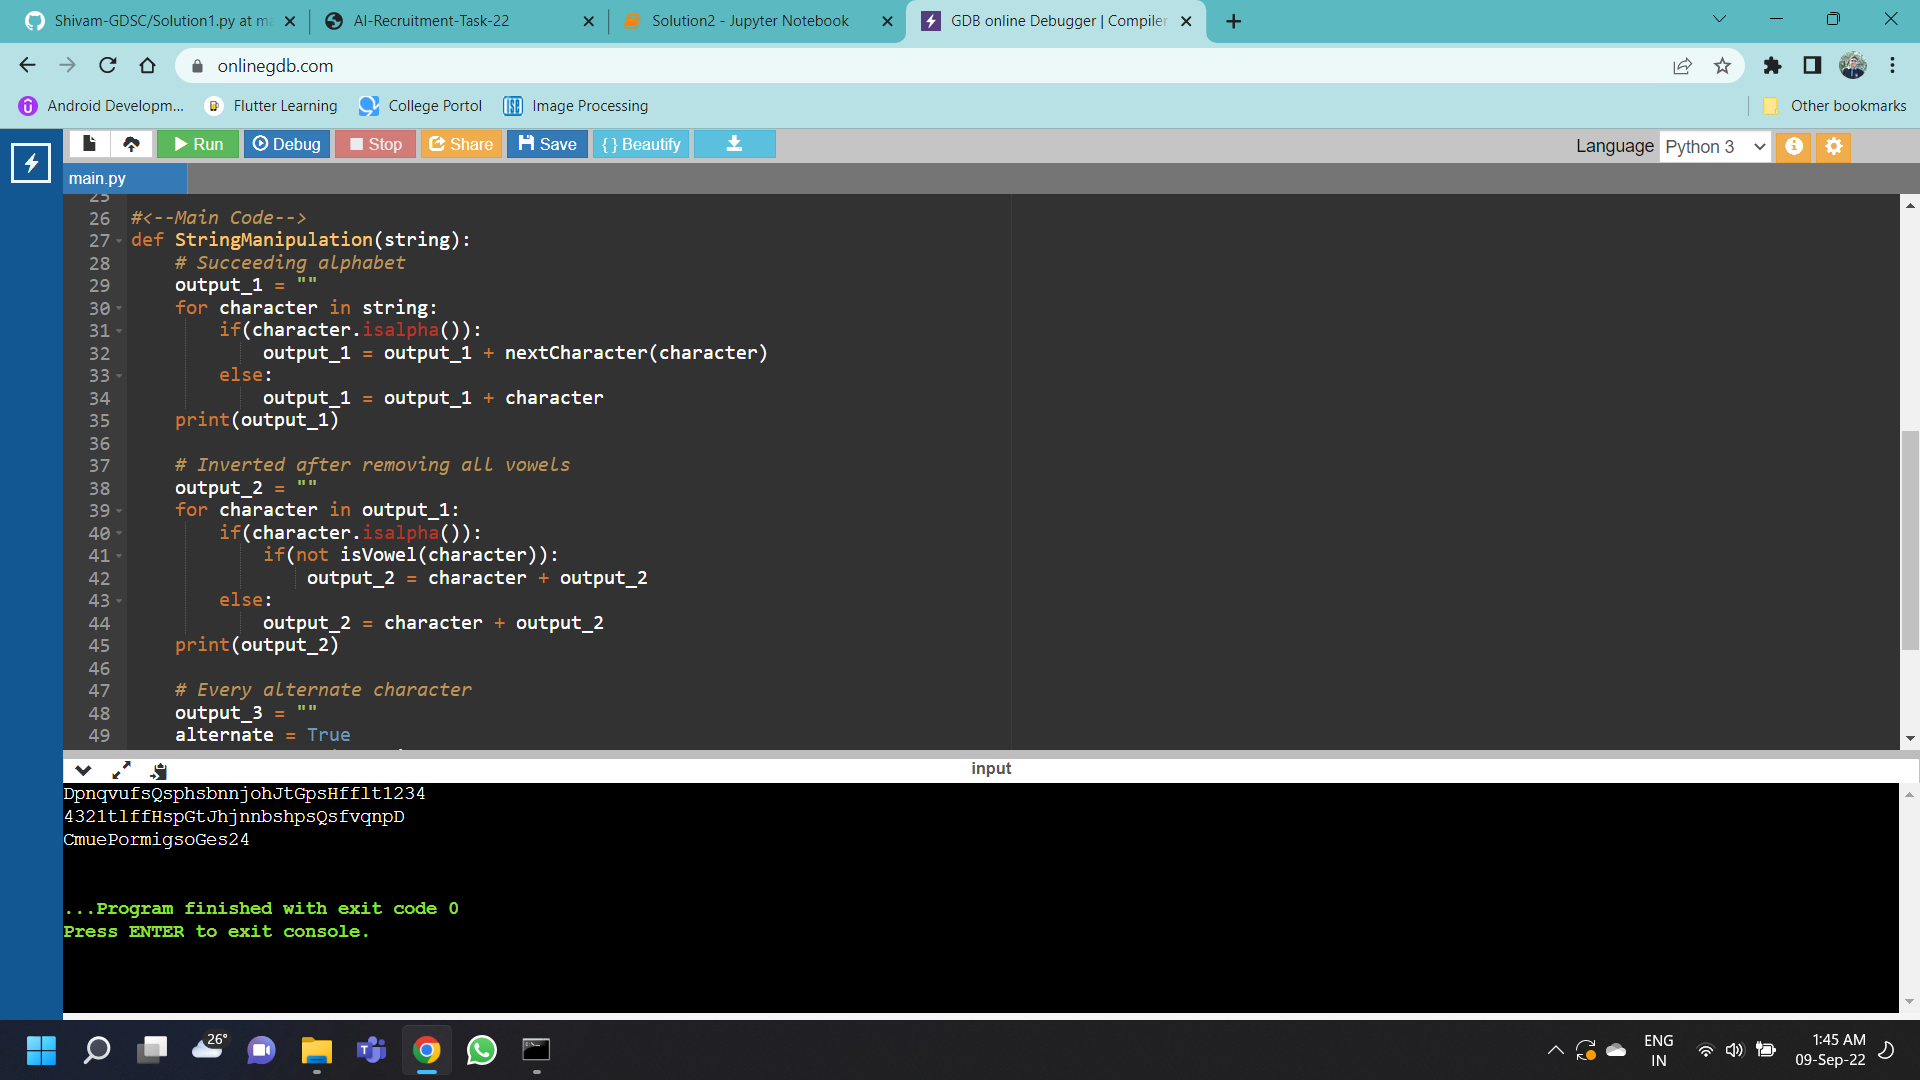 Shivam-GDSC/Solution1.py at ma
AI-Recruitment-Task-22
Solution2 - Jupyter Notebook
GDB online Debugger | Compiler
onlinegdb.com
Android Developm...
Flutter Learning
College Portol
Image Processing
Other bookmarks
Run
Debug
Stop
Share
Save
{ } Beautify
Language
Python 3
main.py
25
26 #<--Main Code-->
27 def StringManipulation(string):
28     # Succeeding alphabet
29     output_1 = ""
30     for character in string:
31         if(character.isalpha()):
32             output_1 = output_1 + nextCharacter(character)
33         else:
34             output_1 = output_1 + character
35     print(output_1)
36
37     # Inverted after removing all vowels
38     output_2 = ""
39     for character in output_1:
40         if(character.isalpha()):
41             if(not isVowel(character)):
42                 output_2 = character + output_2
43         else:
44             output_2 = character + output_2
45     print(output_2)
46
47     # Every alternate character
48     output_3 = ""
49     alternate = True
input
DpnqvufsQsphsbnnjohJtGpsHfflt1234
4321tlffHspGtJhjnnbshpsQsfvqnpD
CmuePormigsoGes24
...Program finished with exit code 0
Press ENTER to exit console.
26°
ENG
IN
1:45 AM
09-Sep-22